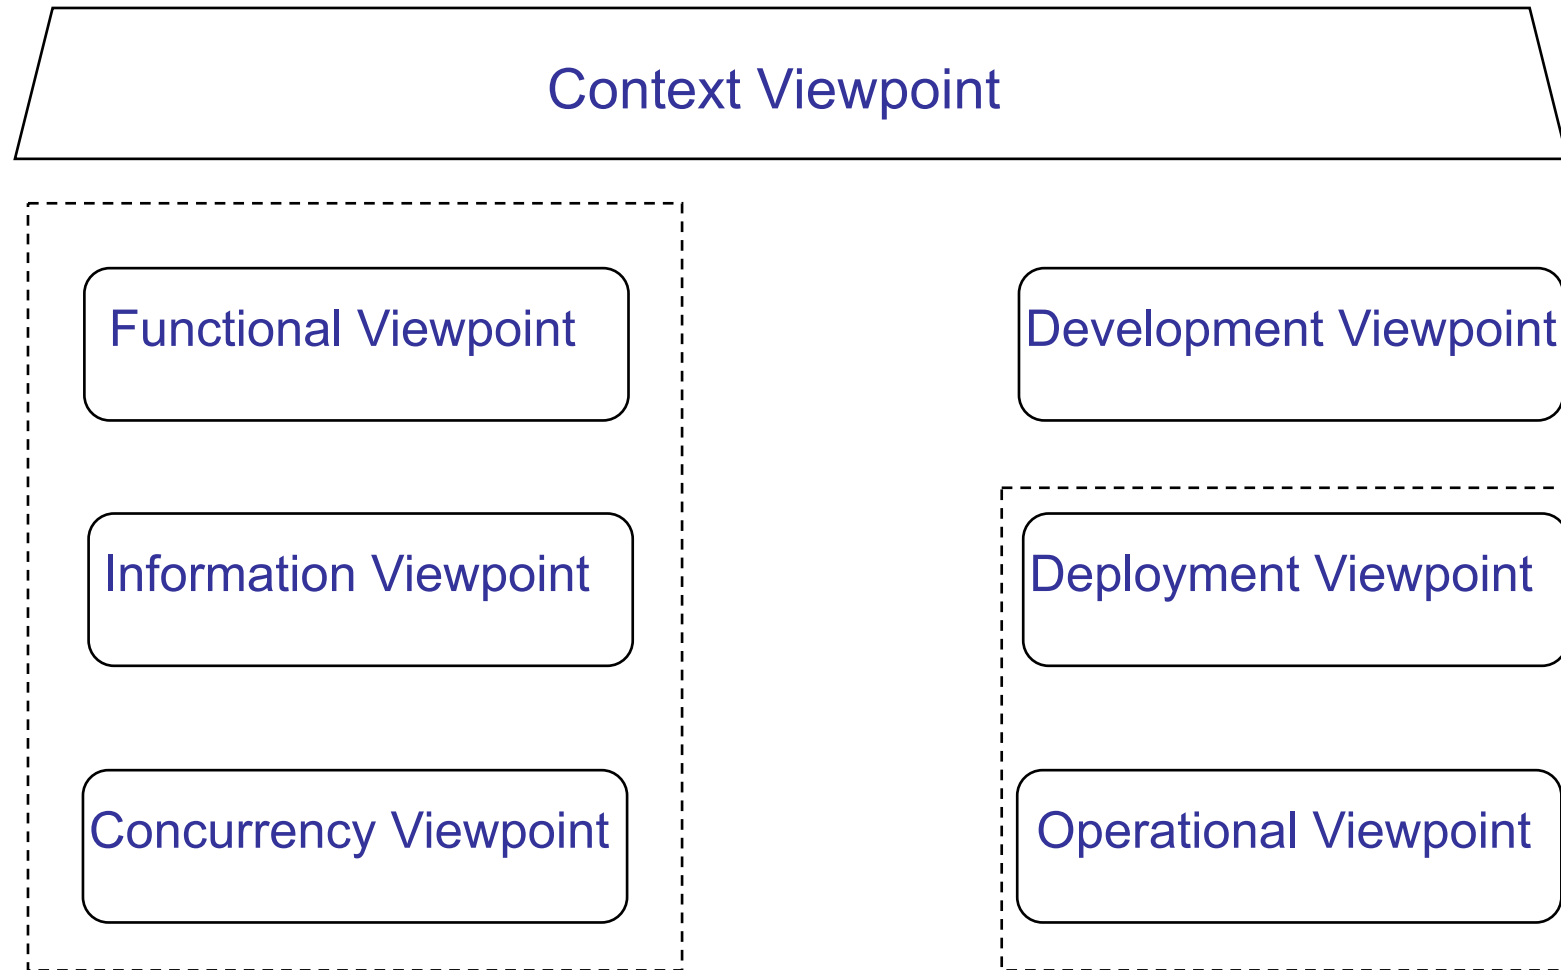 Context Viewpoint
Functional Viewpoint
Development Viewpoint
Information Viewpoint
Deployment Viewpoint
Concurrency Viewpoint
Operational Viewpoint